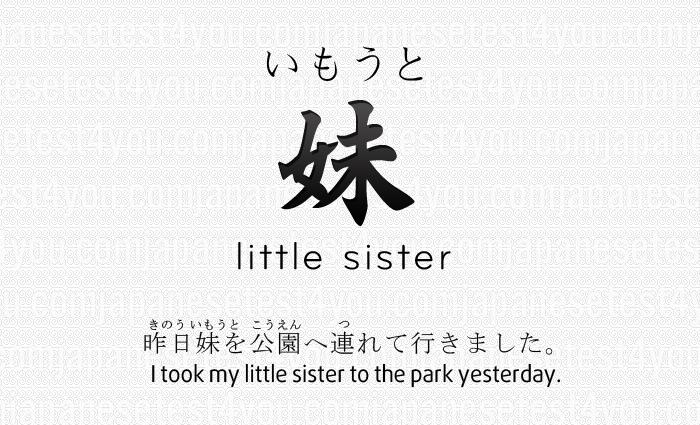 いもうと
妹
little sister
きのう いもうと こうえん つ
昨日妹を公園へ連れて行きました。
I took my little sister to the park yesterday.